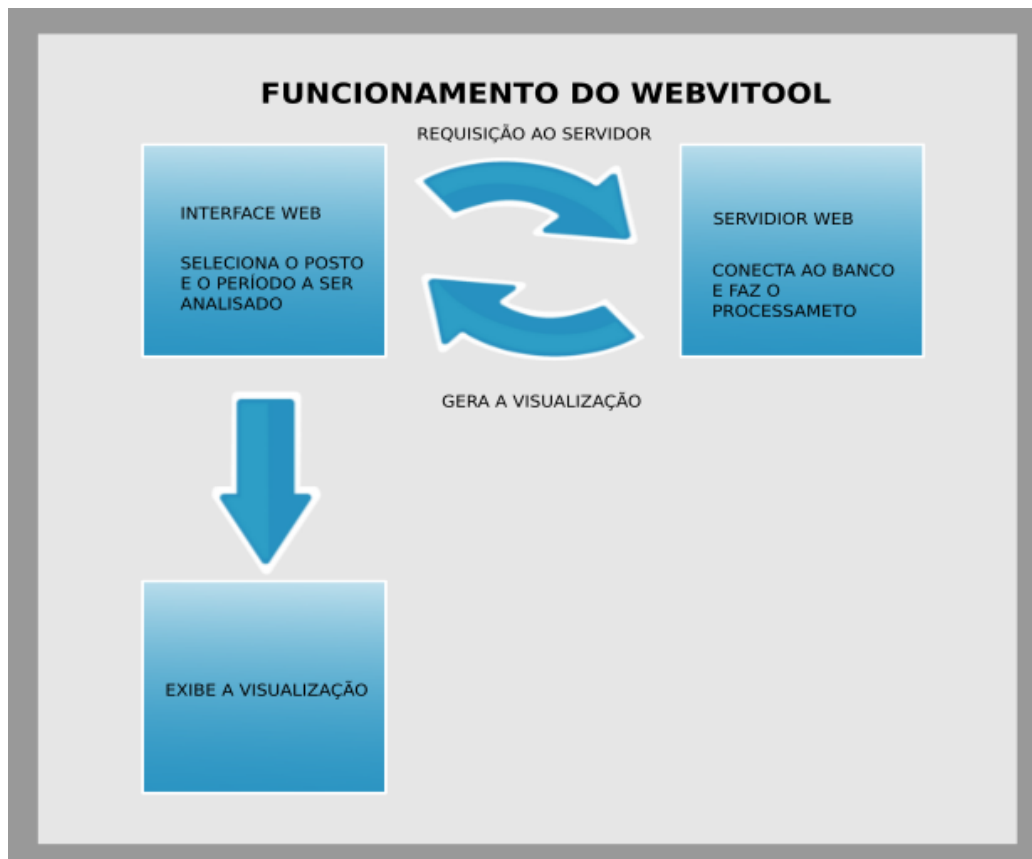 FUNCIONAMENTO DO WEBVITOOL
REQUISIÇÃO AO SERVIDOR
INTERFACE WEB
SELECIONA O POSTO
E O PERÍODO A SER
ANALISADO
SERVIDIOR WEB
CONECTA AO BANCO
E FAZ O
PROCESSAMETO
GERA A VISUALIZAÇÃO
EXIBE A VISUALIZAÇÃO